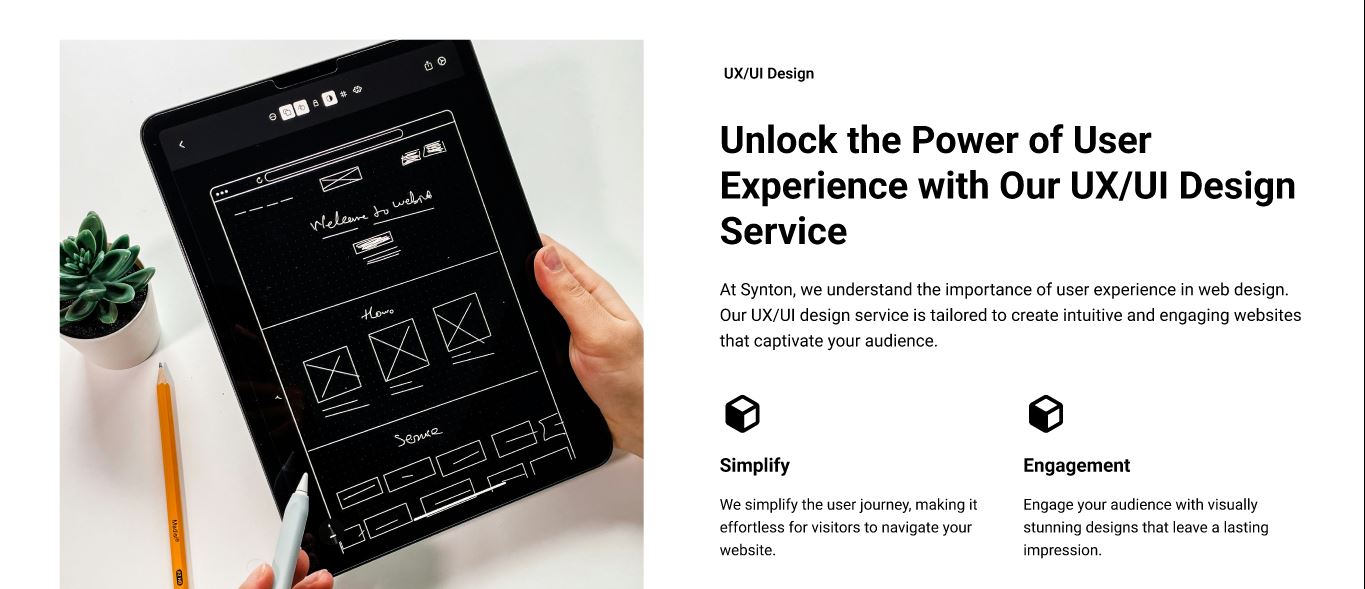 UX/UI Design
Unlock the Power of User
Experience with Our UX/UI Design
Service
At Synton, we understand the importance of user experience in web design.
Our UX/UI design service is tailored to create intuitive and engaging websites
that captivate your audience.
Simplify
We simplify the user journey, making it
effortless for visitors to navigate your
website.
Engagement
Engage your audience with visually
stunning designs that leave a lasting
impression.
Welcome to
Service